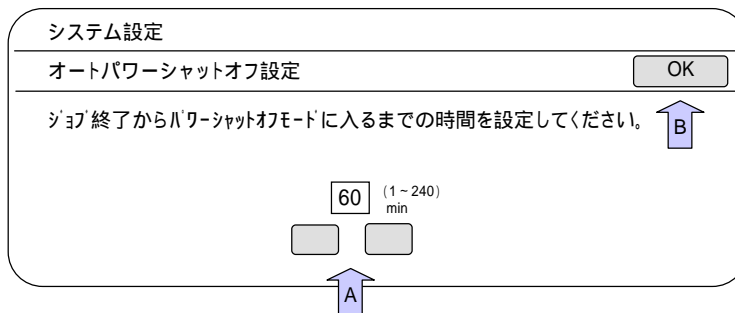 システム設定
オートパワーシャットオフ設定
OK
ｼﾞｮﾌﾞ終了からﾊﾟﾜｰｼｬｯﾄｵﾌﾓｰﾄﾞに入るまでの時間を設定してください。
B
60
(1~240)
min
A